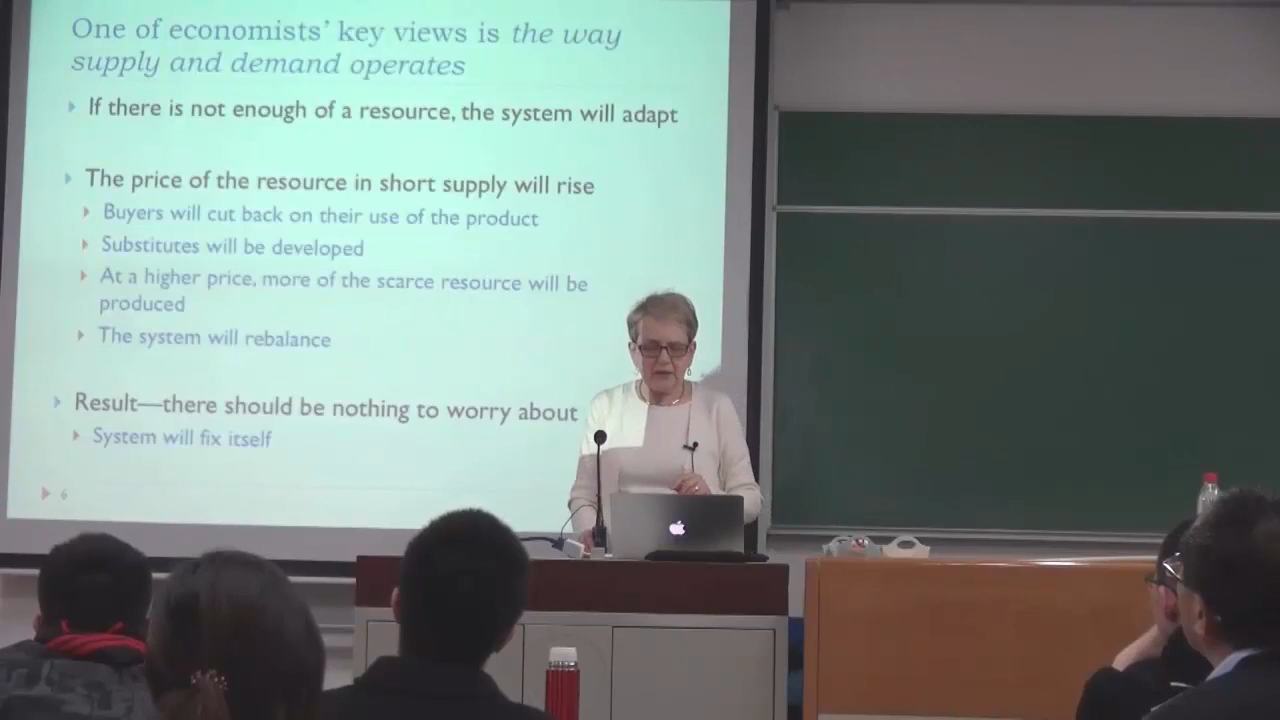 One of economists' key views is the way
supply and demand operates
If there is not enough of a resource, the system will adapt
The price of the resource in short supply will rise
Buyers will cut back on their use of the product
Substitutes will be developed
At a higher price, more of the scarce resource will be
produced
The system will rebalance
Result—there should be nothing to worry about
System will fix itself
6